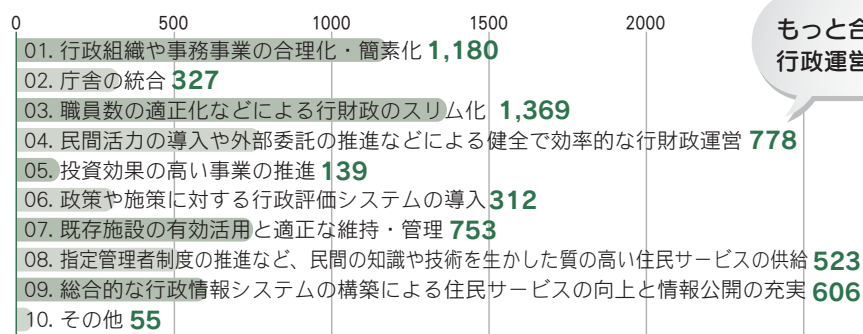 0 500 1000 1500 2000
もっと合
行政運営
01. 行政組織や事務事業の合理化・簡素化 1,180
02. 庁舎の統合 327
03. 職員数の適正化などによる行財政のスリム化 1,369
04. 民間活力の導入や外部委託の推進などによる健全で効率的な行財政運営 778
05. 投資効果の高い事業の推進 139
06. 政策や施策に対する行政評価システムの導入 312
07. 既存施設の有効活用と適正な維持・管理 753
08. 指定管理者制度の推進など、民間の知識や技術を生かした質の高い住民サービスの供給 523
09. 総合的な行政情報システムの構築による住民サービスの向上と情報公開の充実 606
10. その他 55